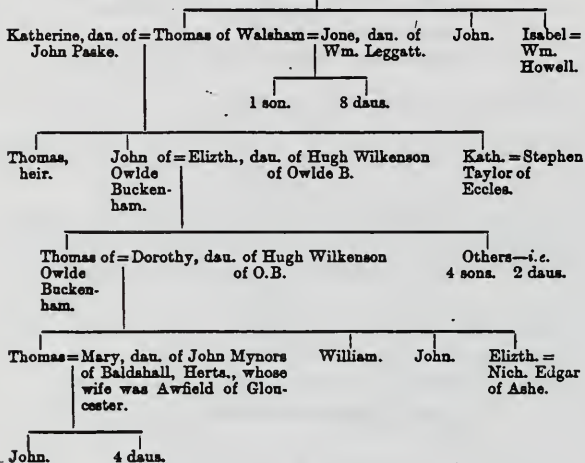 Katherine, dau. of = Thomas of Walsham = Jone, dau. of John. Isabel =
John Paske. Wm. Leggatt. Wm.
Howell.
1 son. 8 daus.
Thomas, John of = Elizth., dau. of Hugh Wilkenson Kath. = Stephen
heir. Owlde of Owlde B. Taylor of
Bucken- Eccles.
ham.
Thomas of = Dorothy, dau. of Hugh Wilkenson Others—i.e.
Owlde of O.B. 4 sons. 2 daus.
Bucken-
ham.
Thomas = Mary, dau. of John Mynors William. John. Elizth. =
of Baldshall, Herts., whose Nich. Edgar
wife was Awfield of Glou- of Ashe.
cester.
John. 4 daus.